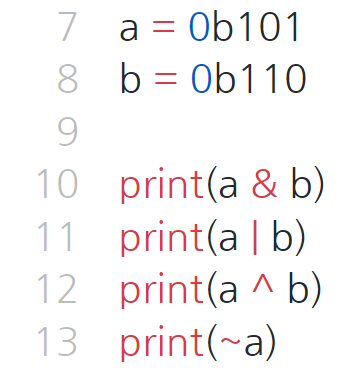 7 a = 0b101
8 b = 0b110
9
10 print(a & b)
11 print(a | b)
12 print(a ^ b)
13 print(~a)